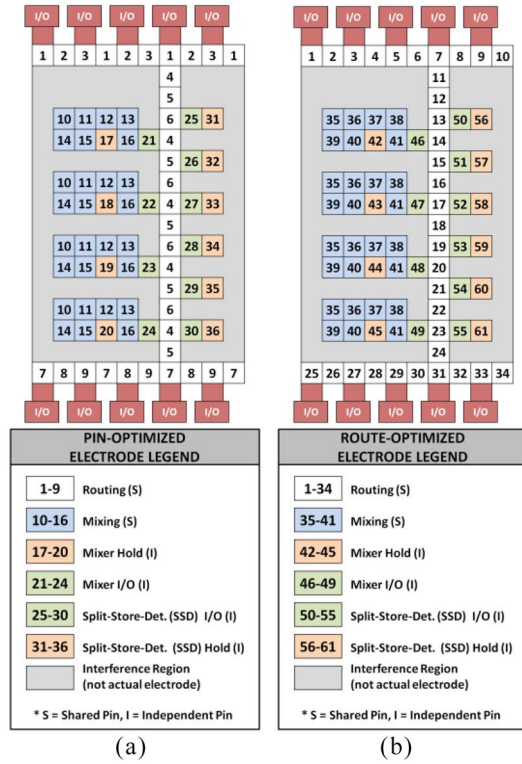 I/O I/O I/O I/O I/O
1 2 3 1 2 3 1 2 3 1
4
5
10 11 12 13 6 25 31
14 15 17 16 21 4
5 26 32
10 11 12 13 6
14 15 18 16 22 4 27 33
5
10 11 12 13 6 28 34
14 15 19 16 23 4
5 29 35
10 11 12 13 6
14 15 20 16 24 4 30 36
5
7 8 9 7 8 9 7 8 9 7
I/O I/O I/O I/O I/O
PIN-OPTIMIZED
ELECTRODE LEGEND
1-9 Routing (S)
10-16 Mixing (S)
17-20 Mixer Hold (I)
21-24 Mixer I/O (I)
25-30 Split-Store-Det. (SSD) I/O (I)
31-36 Split-Store-Det. (SSD) Hold (I)
Interference Region
(not actual electrode)
* S = Shared Pin, I = Independent Pin
(a)
I/O I/O I/O I/O I/O
1 2 3 4 5 6 7 8 9 10
11
12
35 36 37 38 13 50 56
39 40 42 41 46 14
15 51 57
35 36 37 38 16
39 40 43 41 47 17 52 58
18
35 36 37 38 19 53 59
39 40 44 41 48 20
21 54 60
35 36 37 38 22
39 40 45 41 49 23 55 61
24
25 26 27 28 29 30 31 32 33 34
I/O I/O I/O I/O I/O
ROUTE-OPTIMIZED
ELECTRODE LEGEND
1-34 Routing (S)
35-41 Mixing (S)
42-45 Mixer Hold (I)
46-49 Mixer I/O (I)
50-55 Split-Store-Det. (SSD) I/O (I)
56-61 Split-Store-Det. (SSD) Hold (I)
Interference Region
(not actual electrode)
* S = Shared Pin, I = Independent Pin
(b)